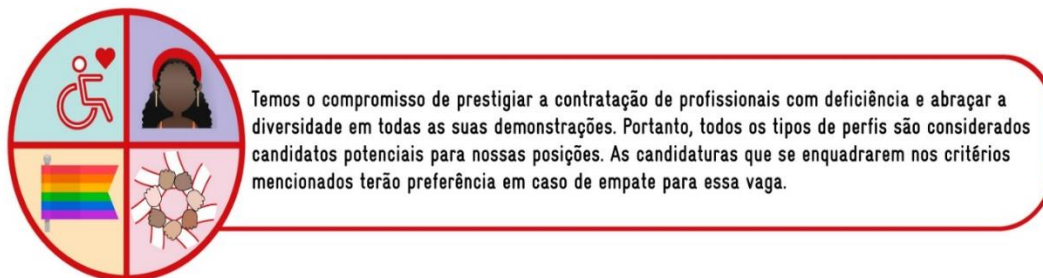 Temos o compromisso de prestigiar a contratação de profissionais com deficiência e abraçar a
diversidade em todas as suas demonstrações. Portanto, todos os tipos de perfis são considerados
candidatos potenciais para nossas posições. As candidaturas que se enquadrarem nos critérios
mencionados terão preferência em caso de empate para essa vaga.